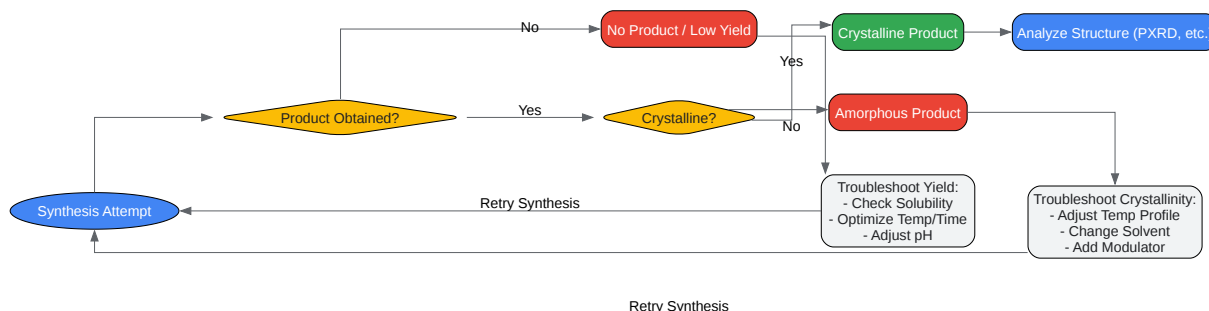 No
No Product / Low Yield
Crystalline Product
Analyze Structure (PXRD, etc.
Yes
Product Obtained?
Yes
Crystalline?
No
Amorphous Product
Synthesis Attempt
Retry Synthesis
Troubleshoot Yield:
- Check Solubility
- Optimize Temp/Time
- Adjust pH
Troubleshoot Crystallinity:
- Adjust Temp Profile
- Change Solvent
- Add Modulator
Retry Synthesis